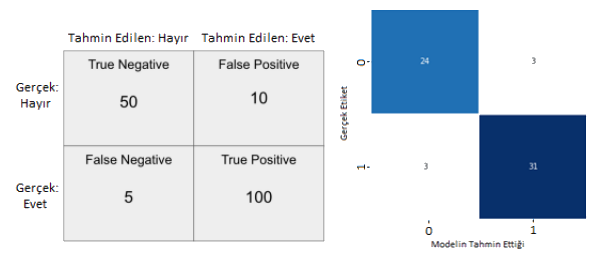 Tahmin Edilen: Hayır Tahmin Edilen: Evet
True Negative False Positive
Gerçek:
Hayır
50 10
False Negative True Positive
Gerçek:
Evet
5 100
Gerçek Etiket
0
24 3
1
3 31
0 1
Modelin Tahmin Ettiği